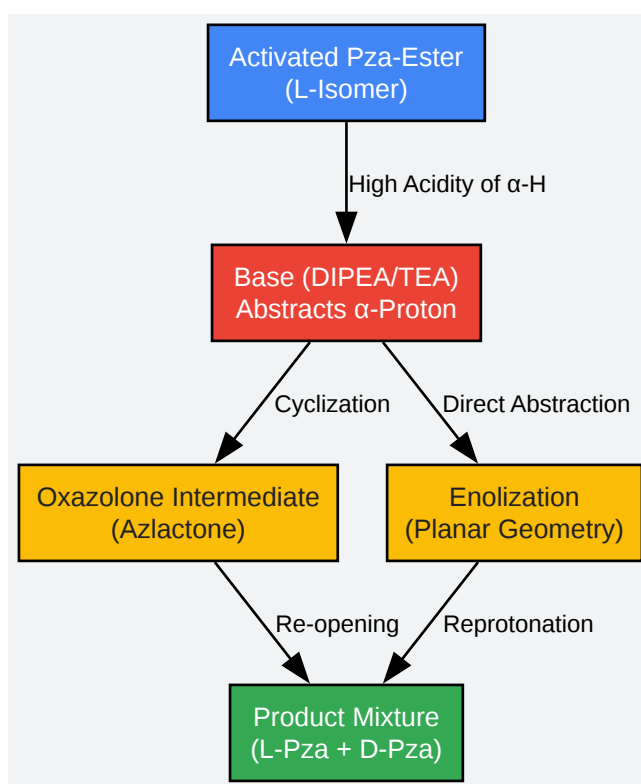 Activated Pza-Ester
(L-Isomer)
High Acidity of α-H
Base (DIPEA/TEA)
Abstracts α-Proton
Cyclization
Direct Abstraction
Oxazolone Intermediate
(Azlactone)
Enolization
(Planar Geometry)
Re-opening
Reprotonation
Product Mixture
(L-Pza + D-Pza)